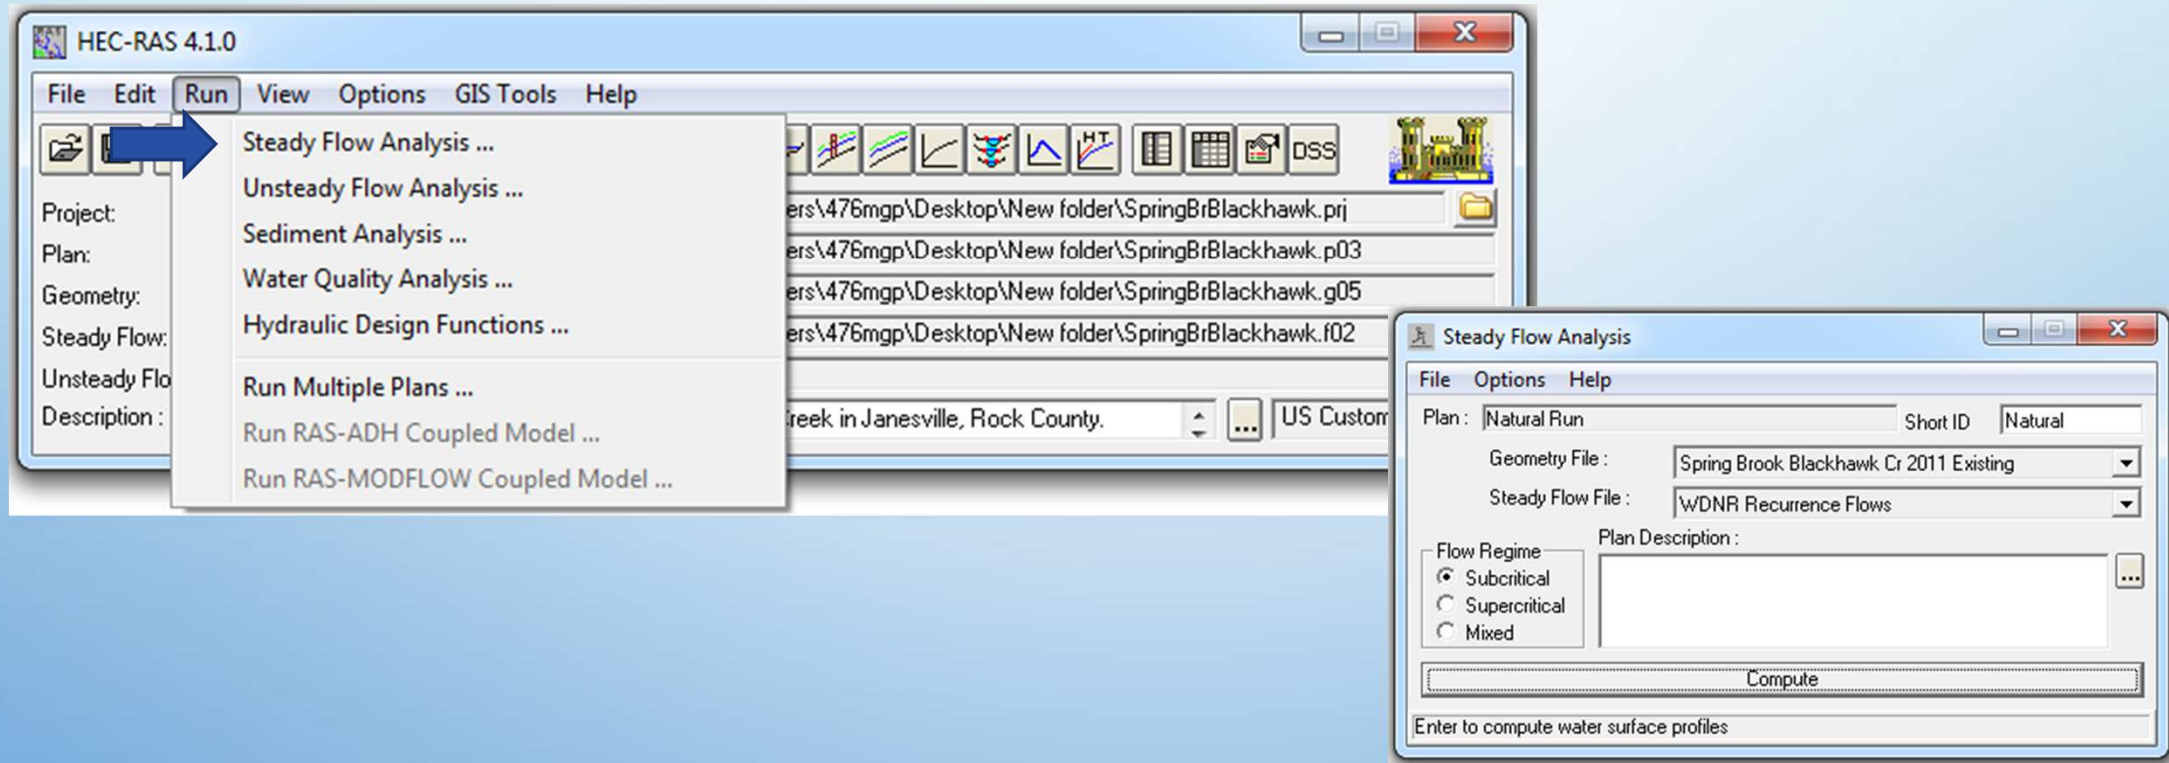 HEC-RAS 4.1.0
File Edit Run View Options GIS Tools Help
Steady Flow Analysis ...
Unsteady Flow Analysis ...
Sediment Analysis ...
Water Quality Analysis ...
Hydraulic Design Functions ...
Run Multiple Plans ...
Run RAS-ADH Coupled Model ...
Run RAS-MODFLOW Coupled Model ...
HT DSS
Project: ers\476mgp\Desktop\New folder\SpringBrBlackhawk.prj
Plan: ers\476mgp\Desktop\New folder\SpringBrBlackhawk.p03
Geometry: ers\476mgp\Desktop\New folder\SpringBrBlackhawk.g05
Steady Flow: ers\476mgp\Desktop\New folder\SpringBrBlackhawk.f02
Unsteady Flo
Description : reek in Janesville, Rock County. ... US Custom
Steady Flow Analysis
File Options Help
Plan : Natural Run Short ID Natural
Geometry File : Spring Brook Blackhawk Cr 2011 Existing
Steady Flow File : WDNR Recurrence Flows
Flow Regime
Subcritical
Supercritical
Mixed
Plan Description :
...
Compute
Enter to compute water surface profiles